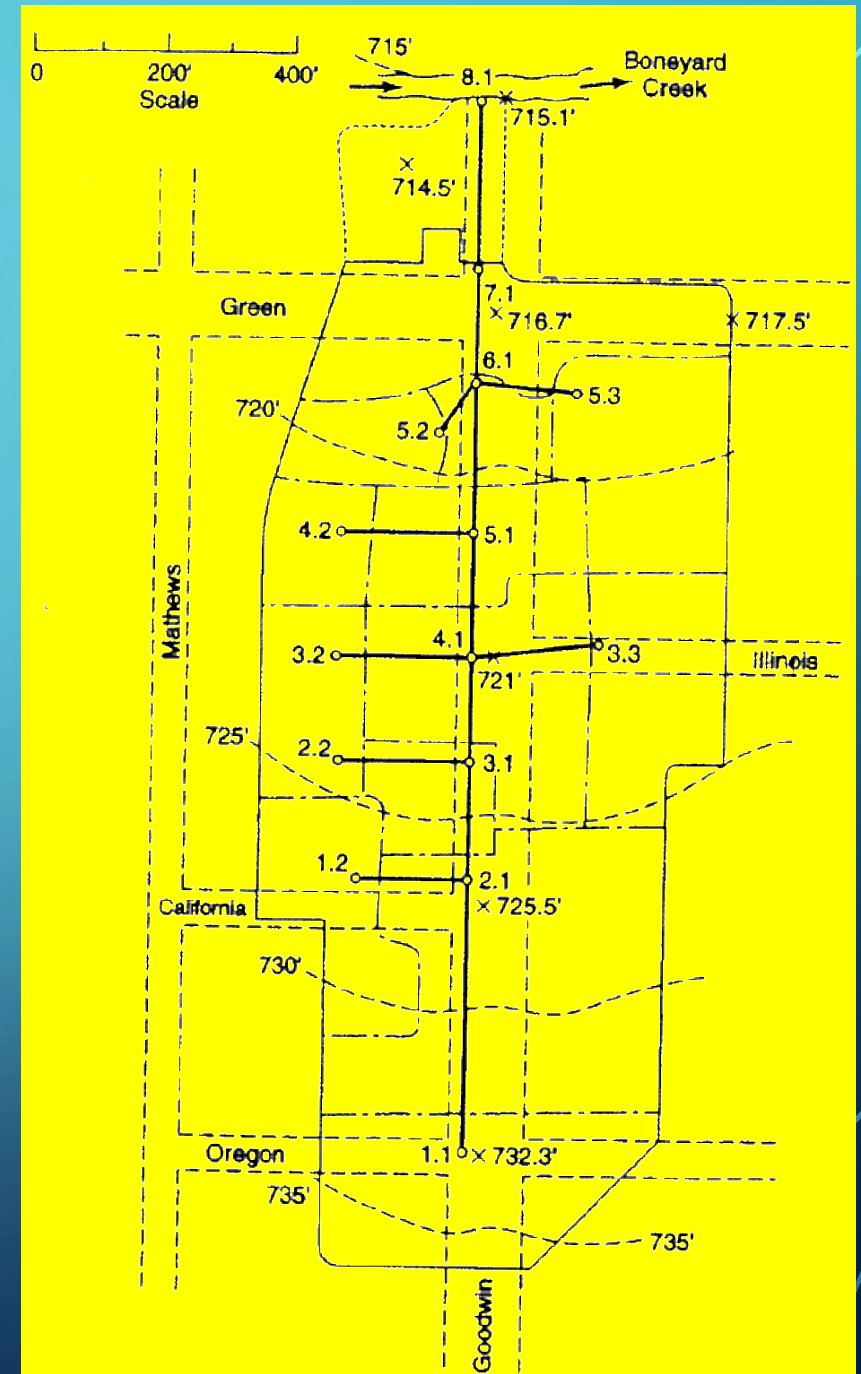 715'
Boneyard
Creek
8.1
0 200' 400'
Scale
715.1'
714.5'
Green
7.1
716.7'
717.5'
6.1
720'
5.2
5.3
4.2
5.1
Mathews
4.1
3.2
721'
3.3
Illinois
725'
2.2
3.1
1.2
2.1
725.5'
California
730'
Oregon
1.1
732.3'
735'
735'
Goodwin